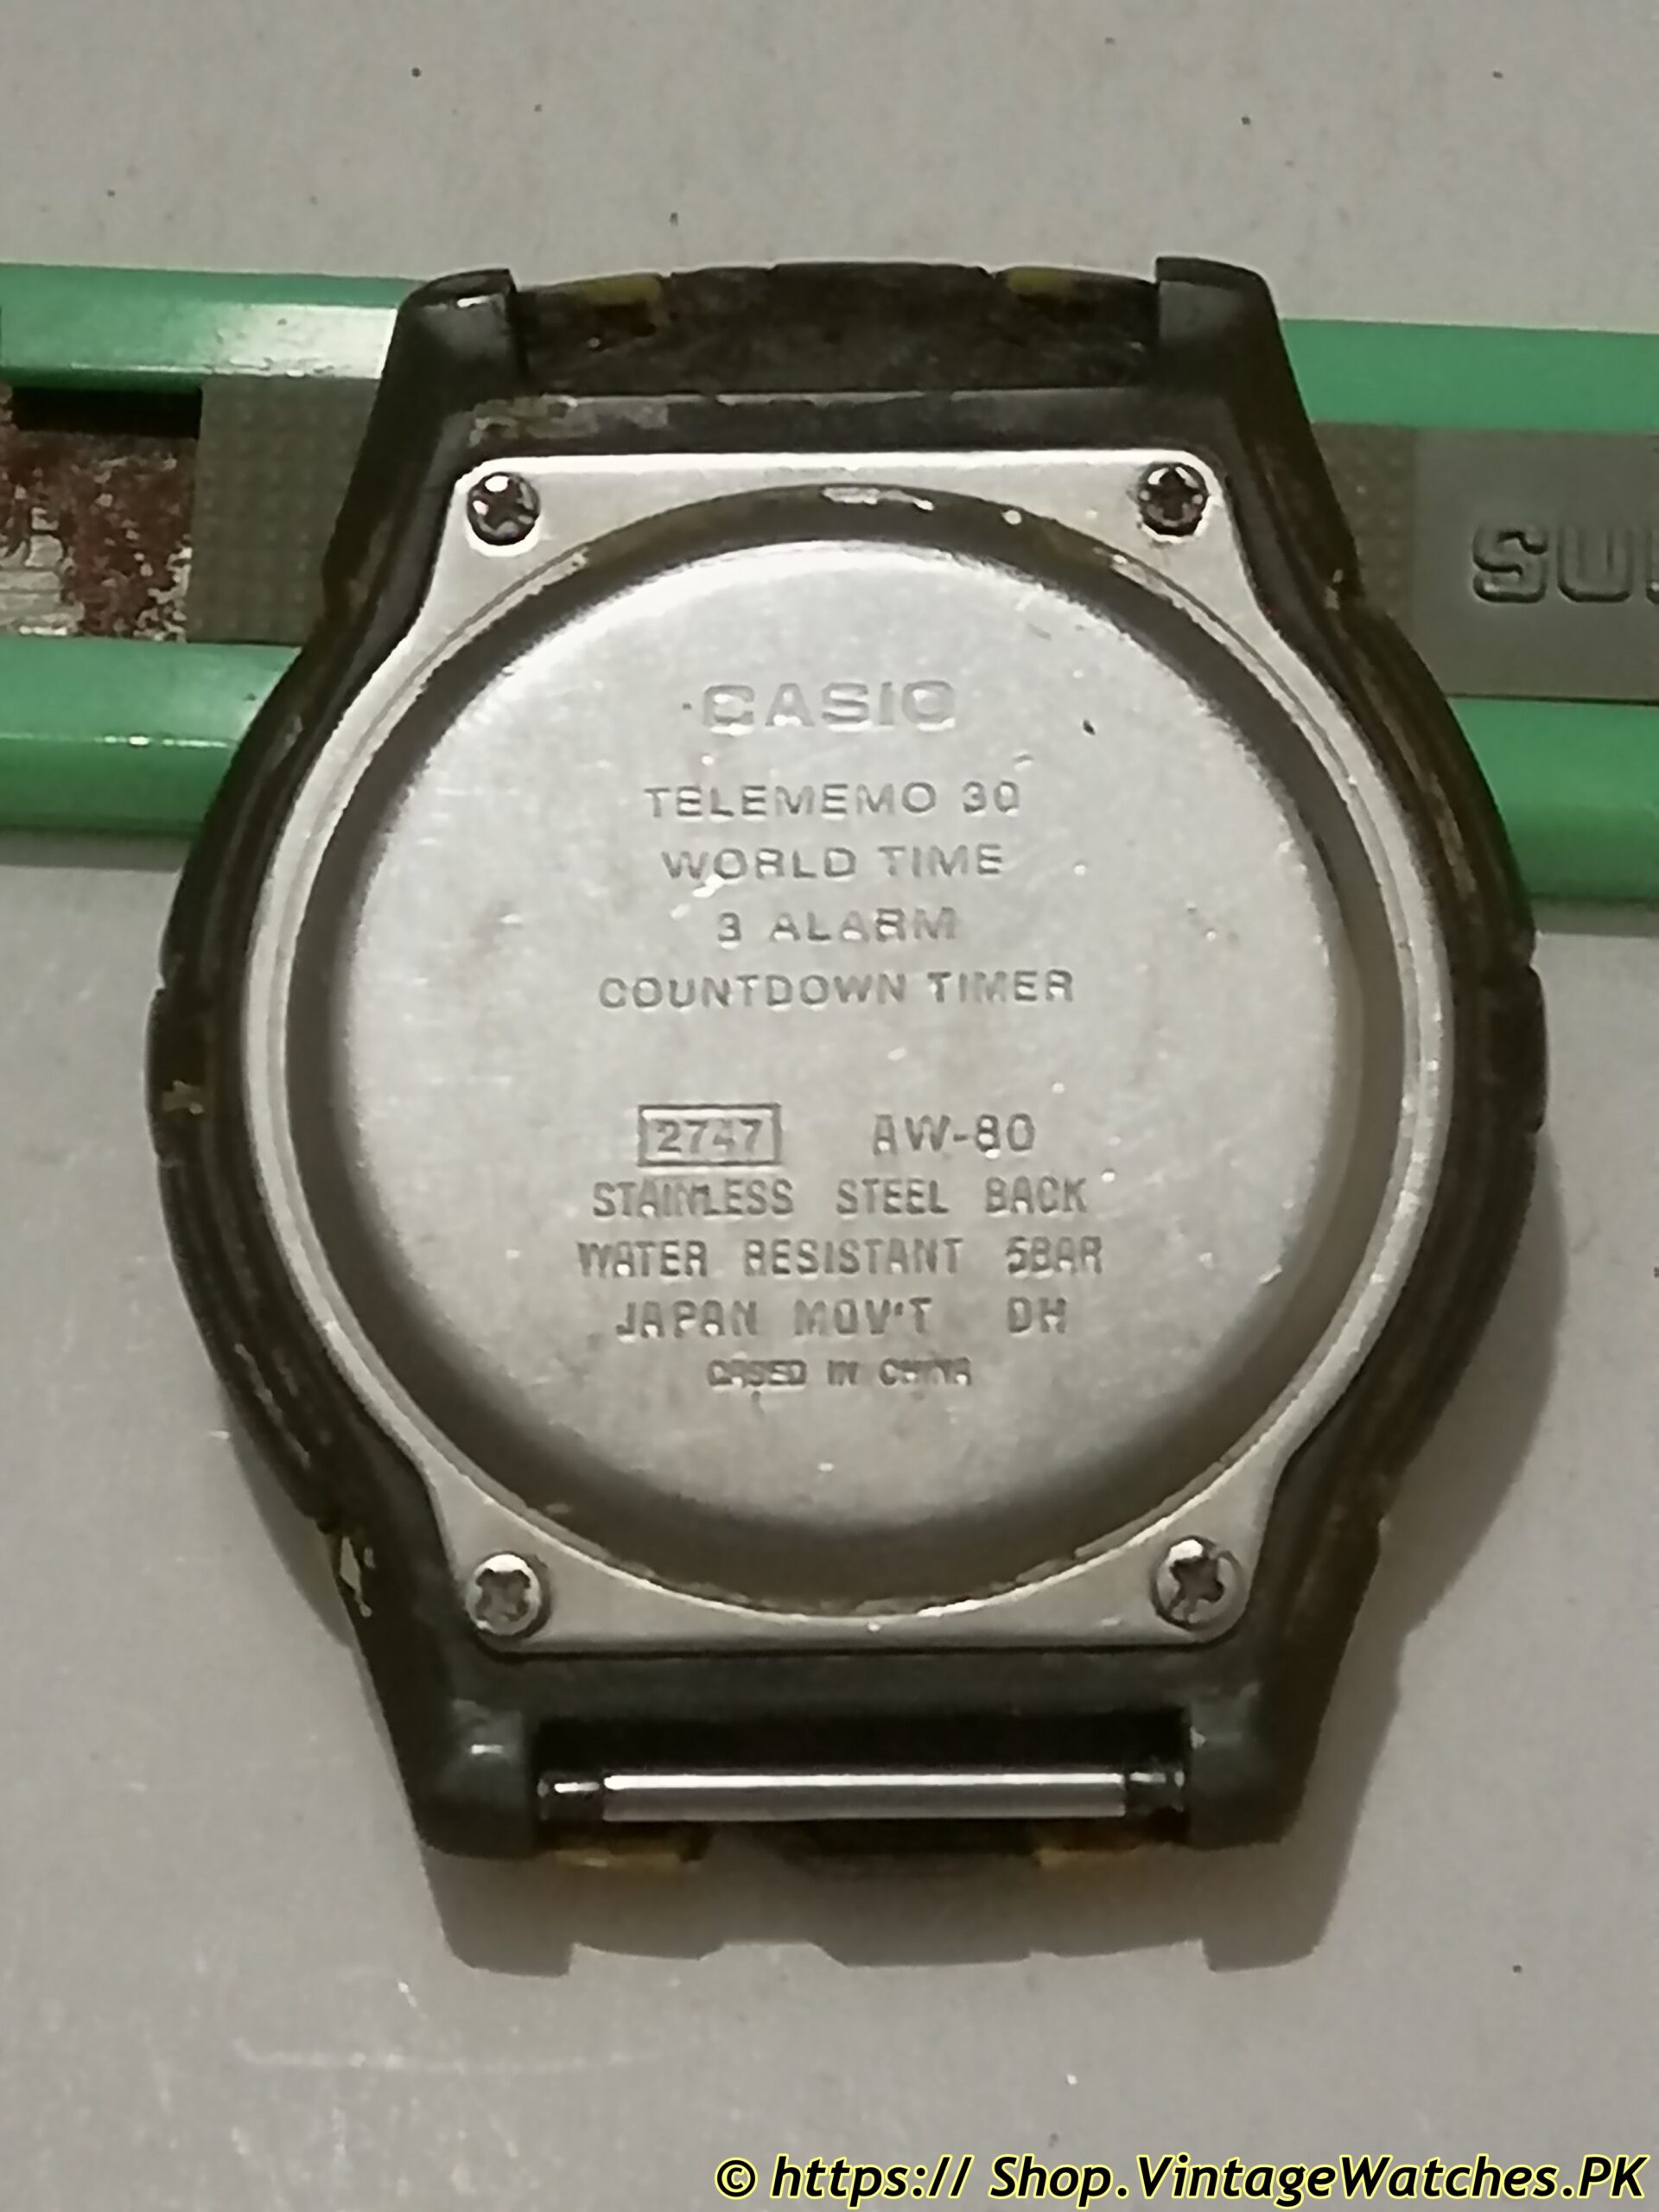 SU
CASIO
TELEMEMO 30
WORLD TIME
3 ALARM
COUNTDOWN TIMER
2747 AW-80
STAINLESS STEEL BACK
WATER RESISTANT 5BAR
JAPAN MOV'T DH
CASED IN CHINA
© https:// Shop.VintageWatches.PK